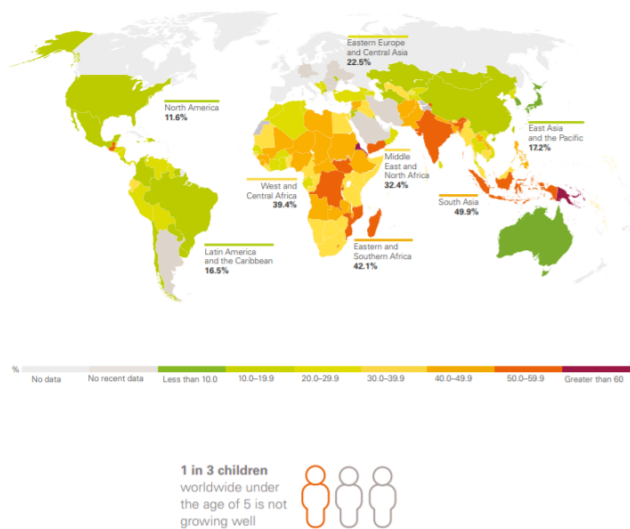 Eastern Europe
and Central Asia
22.5%
North America
11.6%
East Asia
and the Pacific
17.2%
Middle
East and
North Africa
32.4%
West and
Central Africa
39.4%
South Asia
49.9%
Latin America
and the Caribbean
16.5%
Eastern and
Southern Africa
42.1%
%
No data
No recent data
Less than 10.0
10.0–19.9
20.0–29.9
30.0–39.9
40.0–49.9
50.0–59.9
Greater than 60
1 in 3 children
worldwide under
the age of 5 is not
growing well